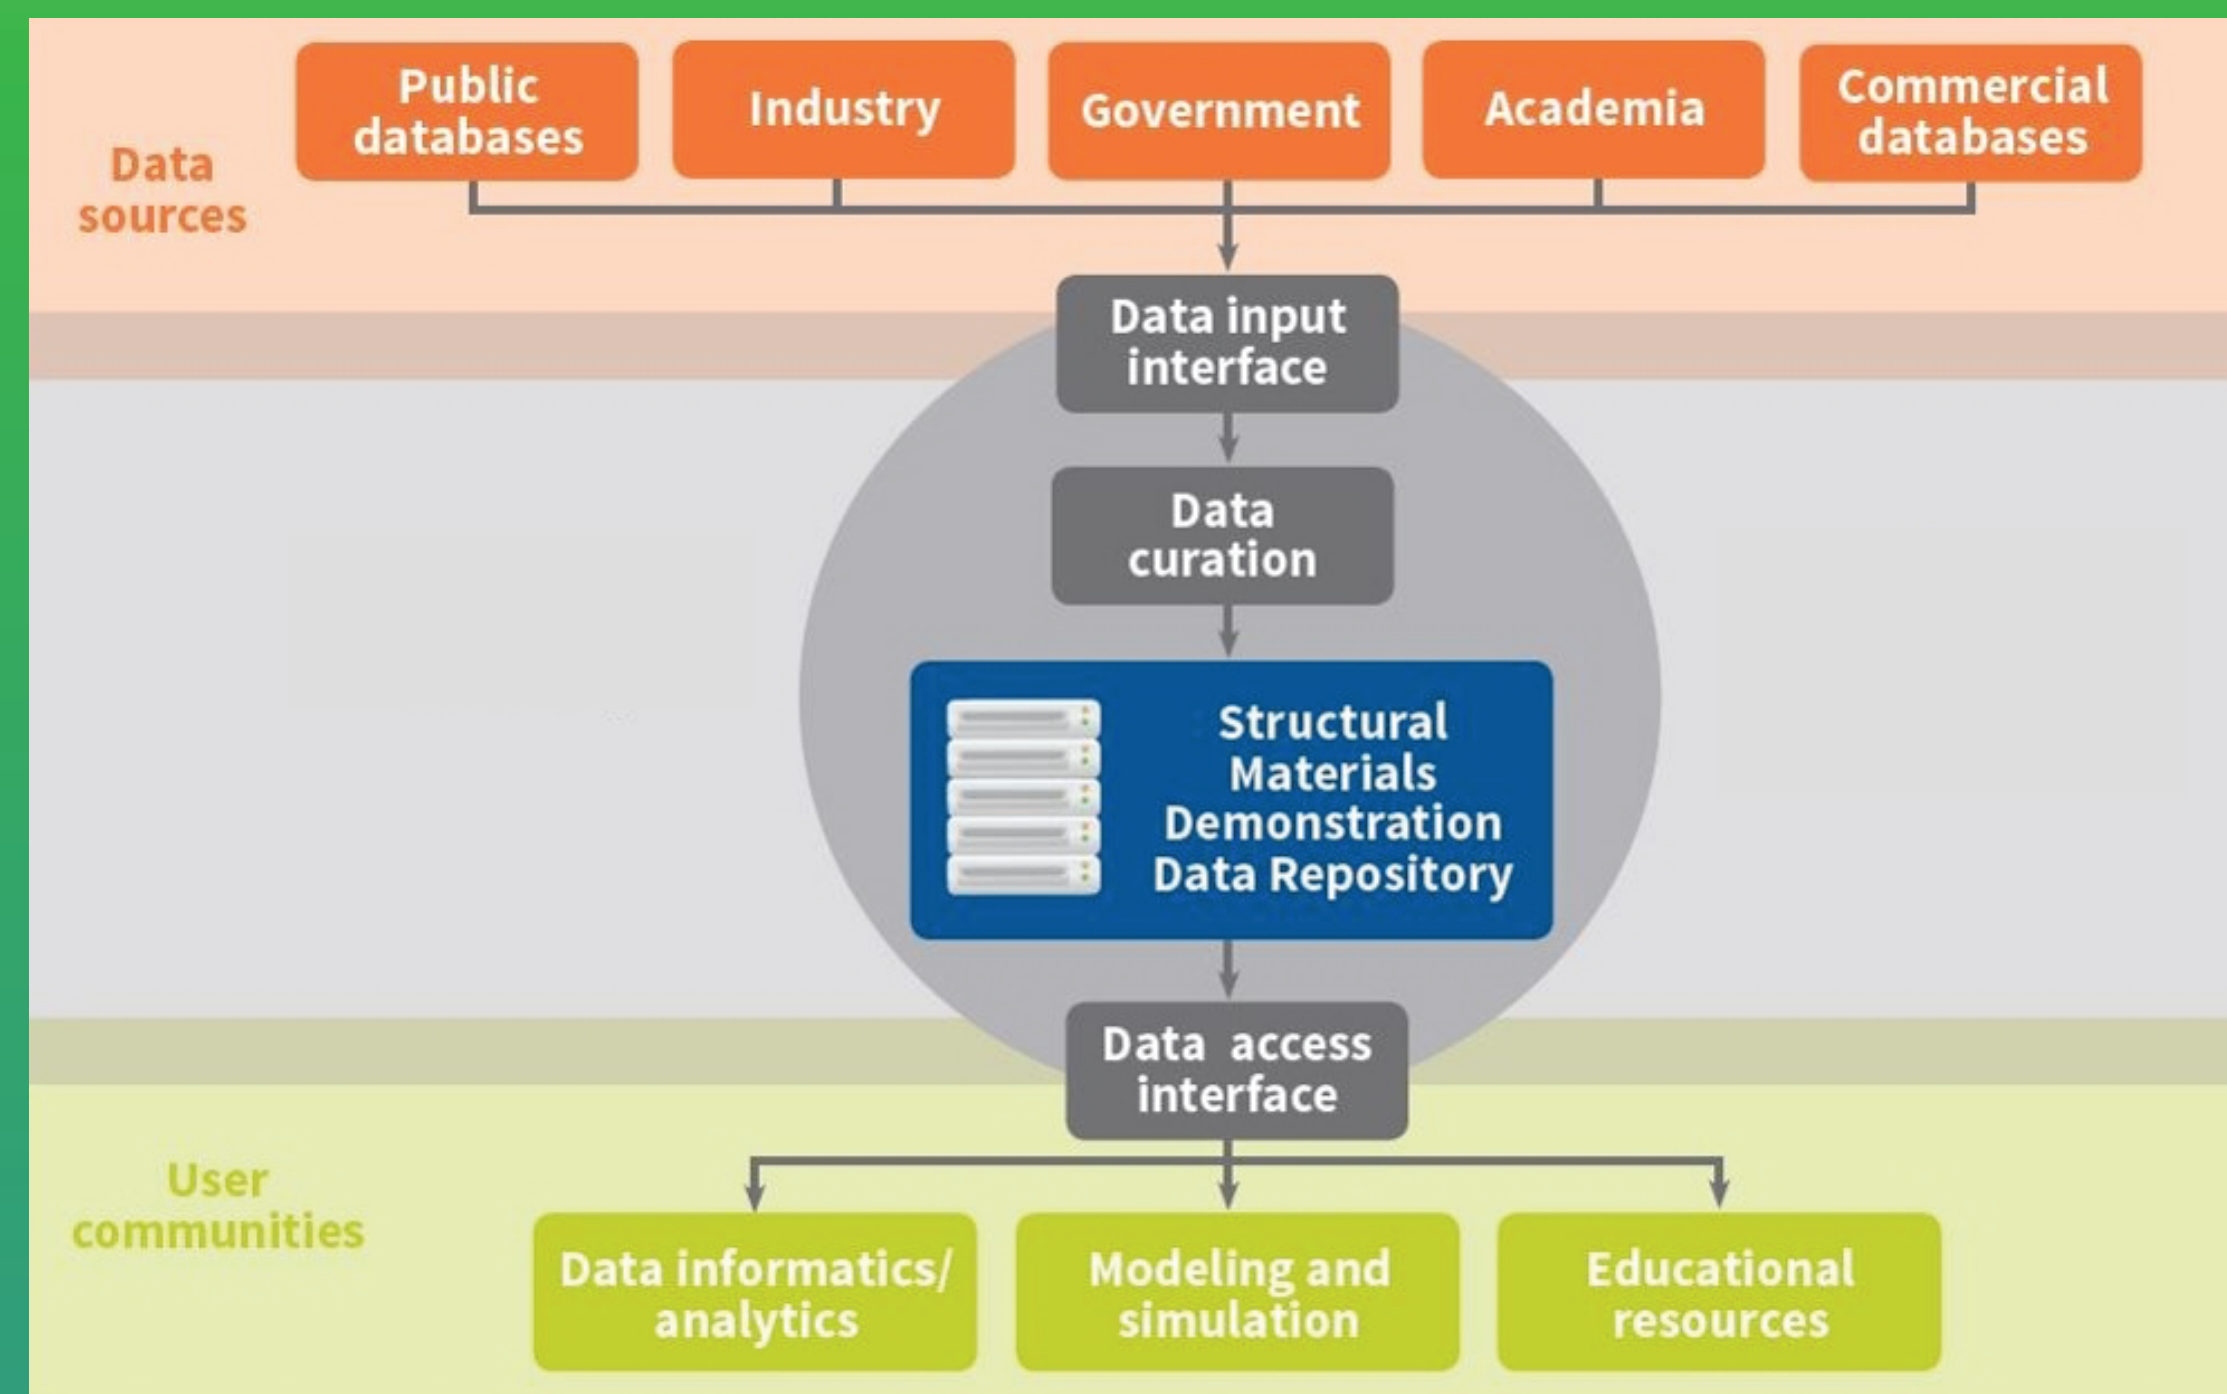 Public
databases
Industry
Government
Academia
Commercial
databases
Data
sources
Data input
interface
Data
curation
Structural
Materials
Demonstration
Data Repository
Data access
interface
User
communities
Data informatics/
analytics
Modeling and
simulation
Educational
resources